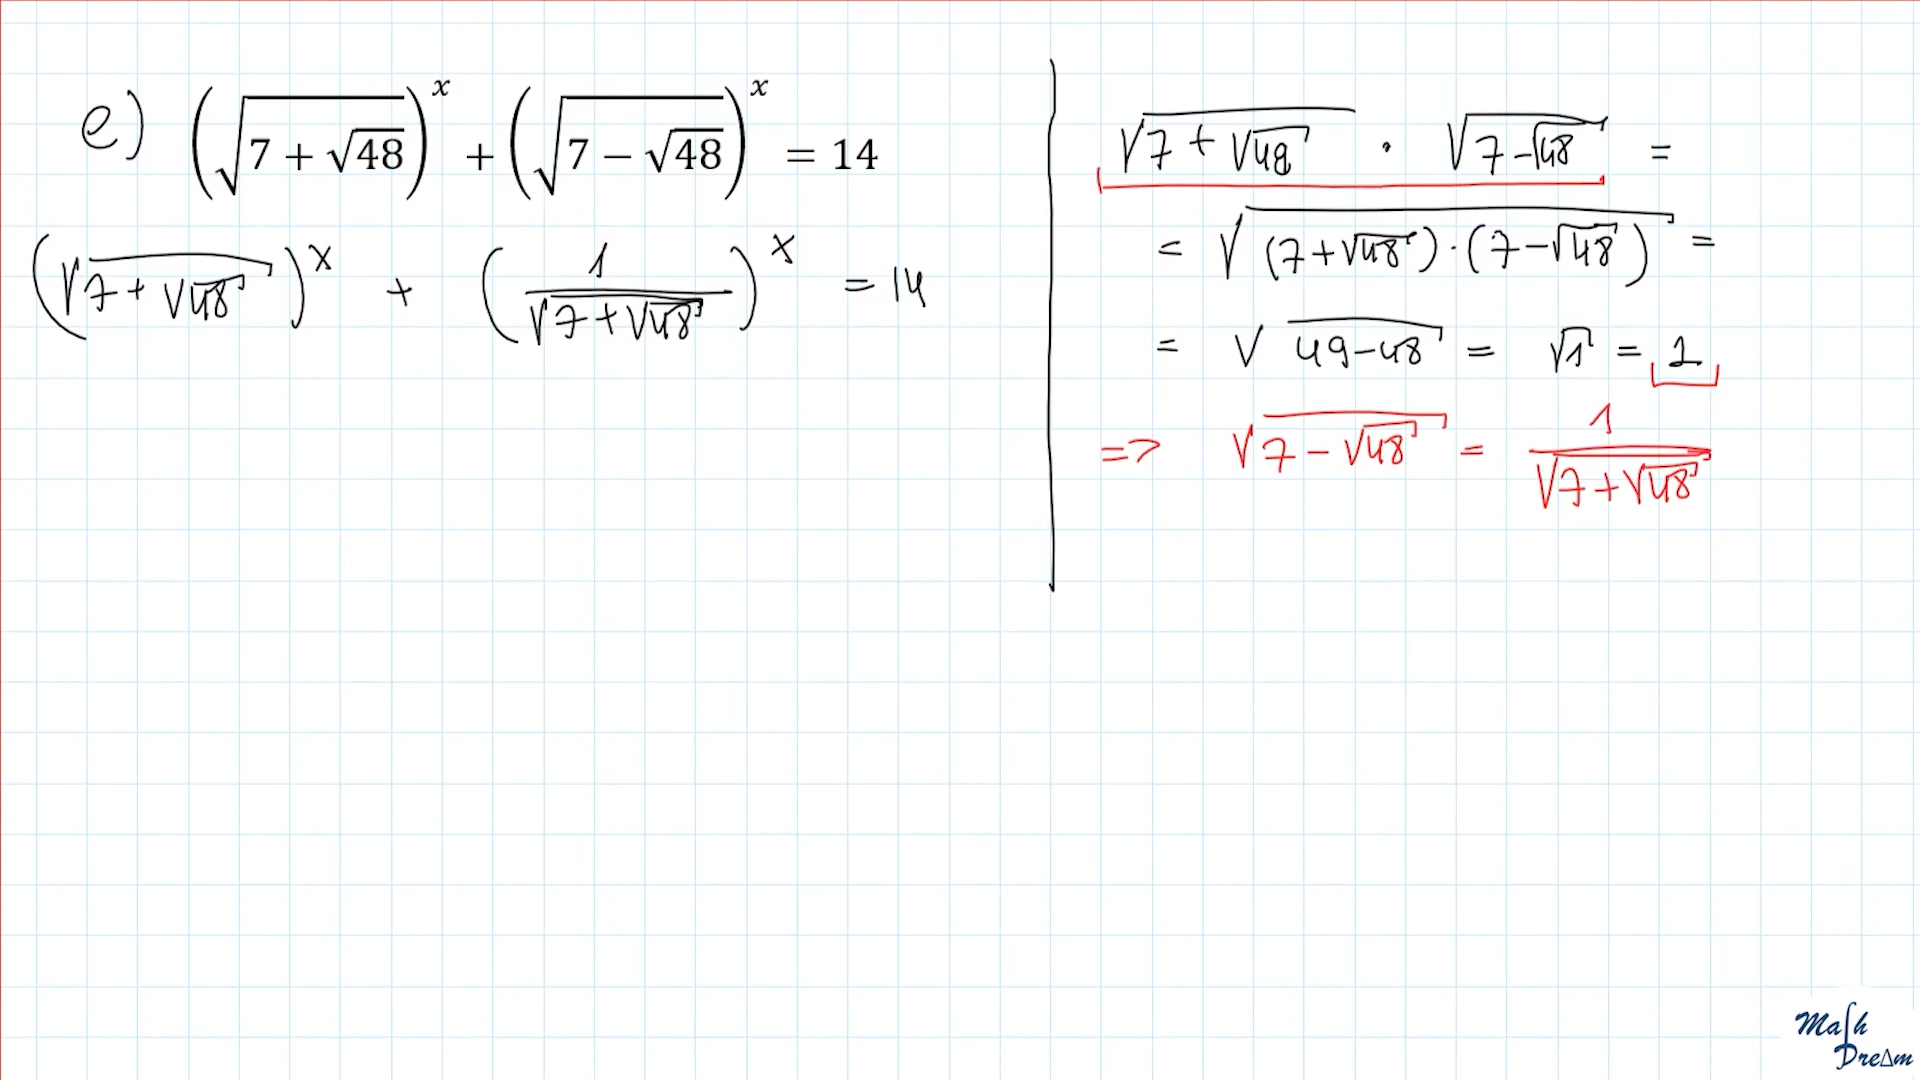 e) (√(7 + √48))^x + (√(7 − √48))^x = 14
(√(7 + √48))^x + (1/√(7 + √48))^x = 14
√(7 + √48) · √(7 − √48) =
= √((7 + √48) · (7 − √48)) =
= √(49 − 48) = √1 = 1
=> √(7 − √48) = 1/√(7 + √48)
Math
Dre∆m